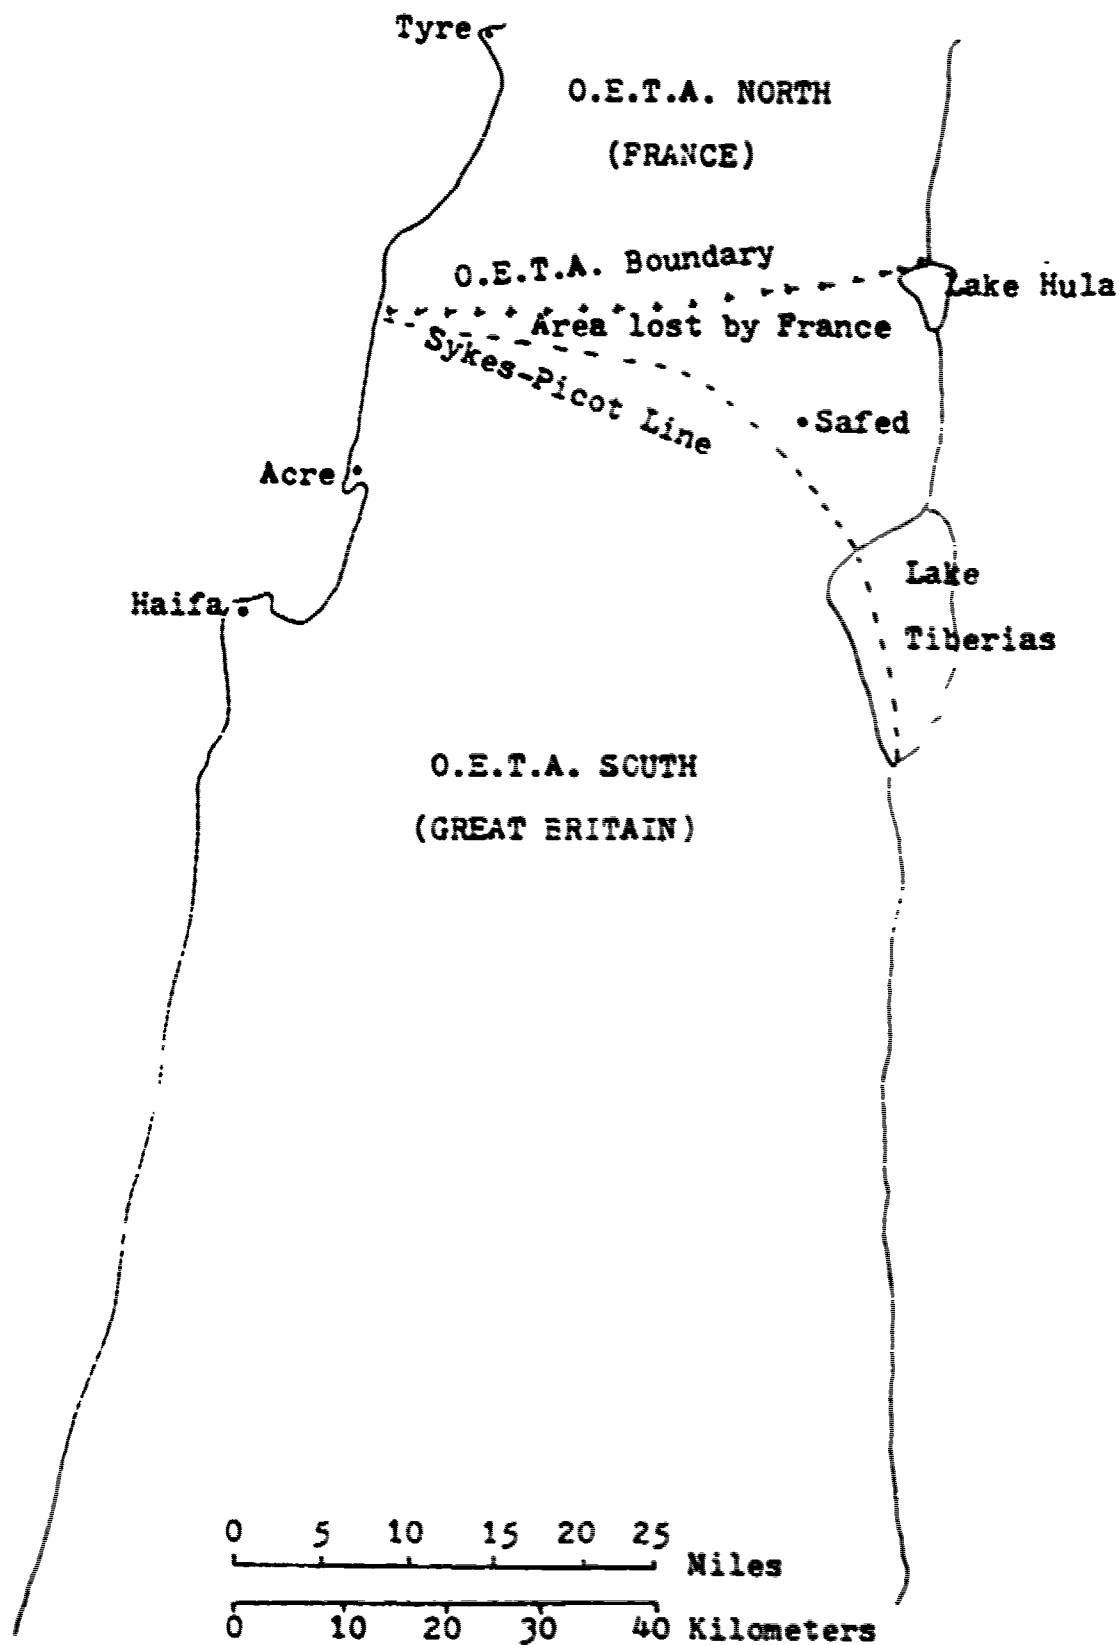 Tyre
O.E.T.A. NORTH
(FRANCE)
O.E.T.A. Boundary
Lake Hula
Area lost by France
Sykes-Picot Line
Safed
Acre
Lake
Tiberias
Haifa
O.E.T.A. SOUTH
(GREAT BRITAIN)
0 5 10 15 20 25
Miles
0 10 20 30 40 Kilometers